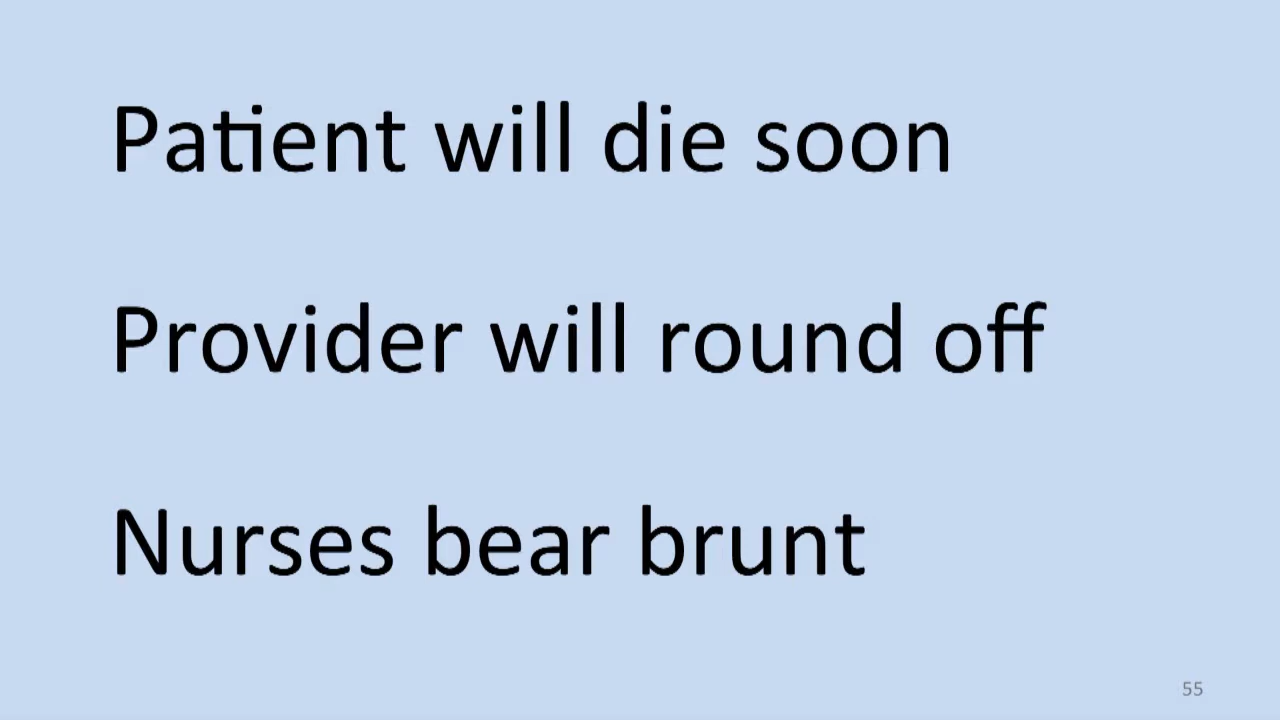 Patient will die soon
Provider will round off
Nurses bear brunt
55